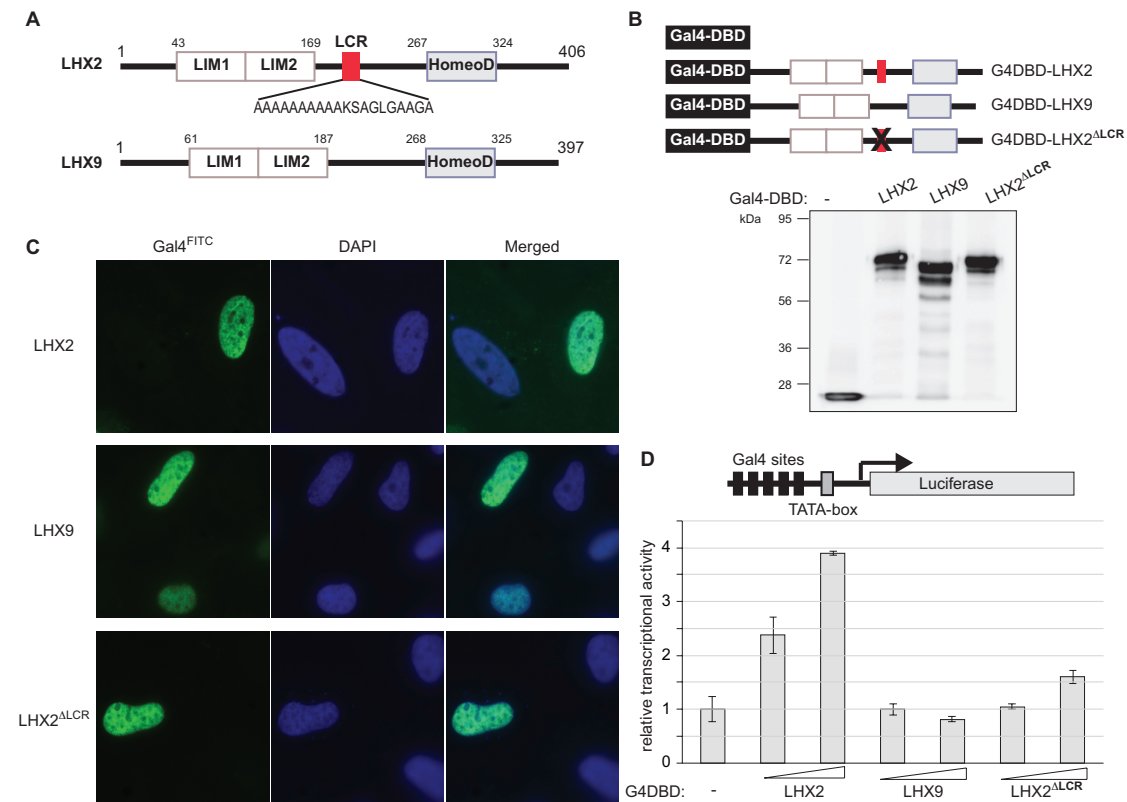 A
LHX2
1
43
LIM1
LIM2
169
LCR
267
HomeoD
324
406
AAAAAAAAAAAKSAGLGAAGA
LHX9
1
61
LIM1
LIM2
187
268
HomeoD
325
397
B
Gal4-DBD
Gal4-DBD G4DBD-LHX2
Gal4-DBD G4DBD-LHX9
Gal4-DBD G4DBD-LHX2ΔLCR
Gal4-DBD: - LHX2 LHX9 LHX2ΔLCR
kDa
95
72
56
36
28
C
Gal4FITC DAPI Merged
LHX2
LHX9
LHX2ΔLCR
D
Gal4 sites
TATA-box
Luciferase
relative transcriptional activity
4
3
2
1
0
G4DBD: - LHX2 LHX9 LHX2ΔLCR